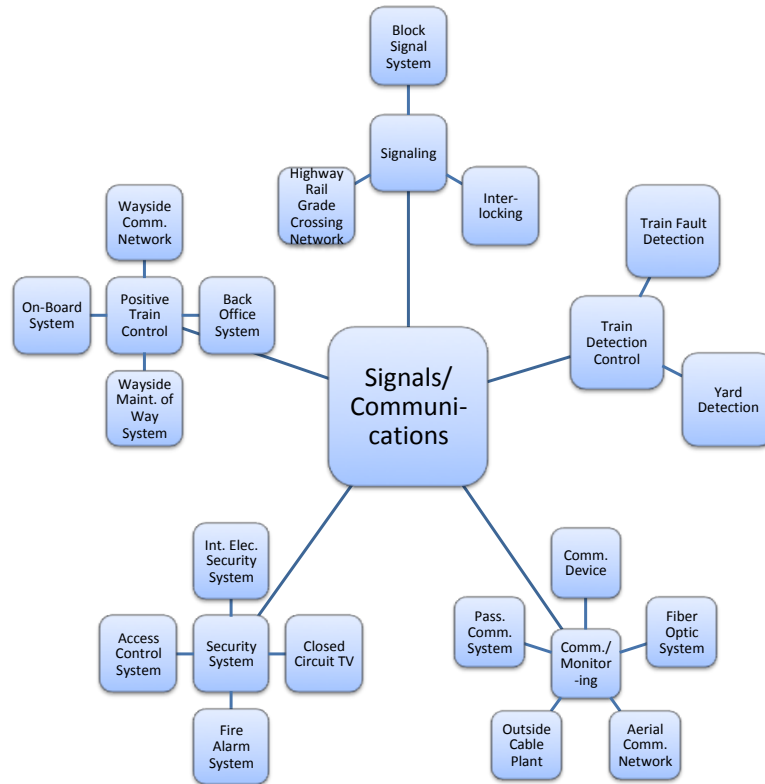 Block
Signal
System
Signaling
Highway
Rail
Grade
Crossing
Network
Inter-
locking
Train Fault
Detection
Train
Detection
Control
Yard
Detection
Wayside
Comm.
Network
On-Board
System
Positive
Train
Control
Back
Office
System
Wayside
Maint. of
Way
System
Signals/
Communi-
cations
Int. Elec.
Security
System
Access
Control
System
Security
System
Closed
Circuit TV
Fire
Alarm
System
Comm.
Device
Pass.
Comm.
System
Comm./
Monitor
-ing
Fiber
Optic
System
Outside
Cable
Plant
Aerial
Comm.
Network